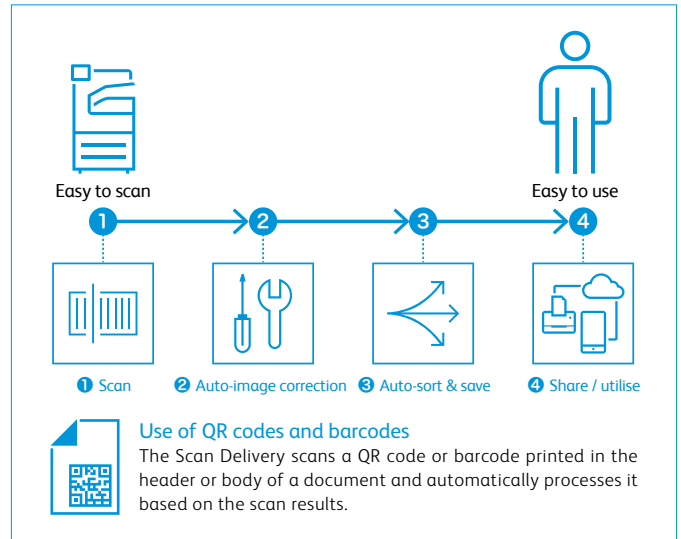 Easy to scan
Easy to use
1 2 3 4
❶ Scan ❷ Auto-image correction ❸ Auto-sort & save ❹ Share / utilise
Use of QR codes and barcodes
The Scan Delivery scans a QR code or barcode printed in the
header or body of a document and automatically processes it
based on the scan results.